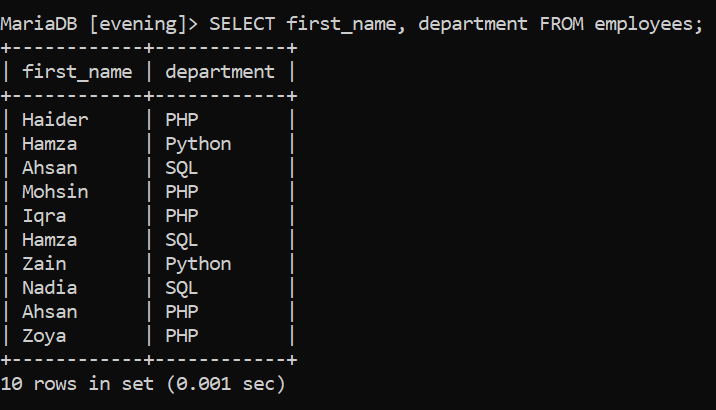 MariaDB [evening]> SELECT first_name, department FROM employees;
+------------+------------+
| first_name | department |
+------------+------------+
| Haider     | PHP        |
| Hamza      | Python     |
| Ahsan      | SQL        |
| Mohsin     | PHP        |
| Iqra       | PHP        |
| Hamza      | SQL        |
| Zain       | Python     |
| Nadia      | SQL        |
| Ahsan      | PHP        |
| Zoya       | PHP        |
+------------+------------+
10 rows in set (0.001 sec)